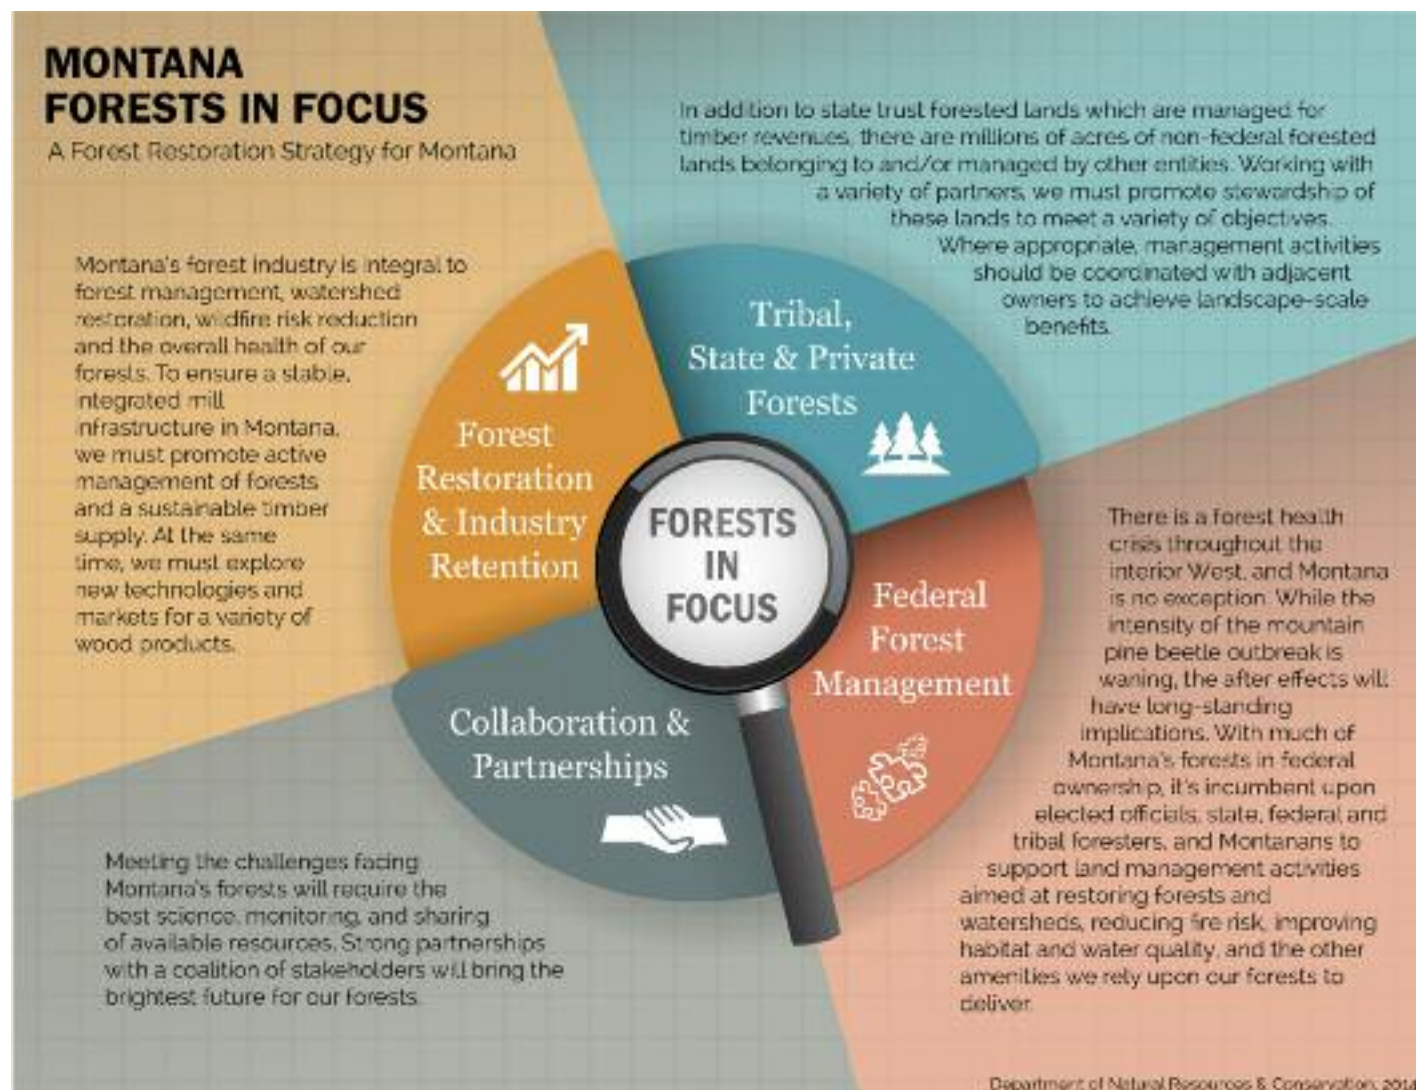 MONTANA
FORESTS IN FOCUS
A Forest Restoration Strategy for Montana
In addition to state trust forested lands which are managed for
timber revenues, there are millions of acres of non-federal forested
lands belonging to and/or managed by other entities. Working with
a variety of partners, we must promote stewardship of
these lands to meet a variety of objectives.
Where appropriate, management activities
should be coordinated with adjacent
owners to achieve landscape-scale
benefits.
Montana's forest industry is integral to
forest management, watershed
restoration, wildfire risk reduction
and the overall health of our
forests. To ensure a stable,
integrated mill
infrastructure in Montana,
we must promote active
management of forests
and a sustainable timber
supply. At the same
time, we must explore
new technologies and
markets for a variety of
wood products.
Forest
Restoration
& Industry
Retention
Tribal,
State & Private
Forests
FORESTS
IN
FOCUS
Federal
Forest
Management
Collaboration &
Partnerships
There is a forest health
crisis throughout the
interior West, and Montana
is no exception. While the
intensity of the mountain
pine beetle outbreak is
waning, the after effects will
have long-standing
implications. With much of
Montana's forests in federal
ownership, it's incumbent upon
elected officials, state, federal and
tribal foresters, and Montanans to
support land management activities
aimed at restoring forests and
watersheds, reducing fire risk, improving
habitat and water quality, and the other
amenities we rely upon our forests to
deliver.
Meeting the challenges facing
Montana's forests will require the
best science, monitoring, and sharing
of available resources. Strong partnerships
with a coalition of stakeholders will bring the
brightest future for our forests.
Department of Natural Resources & Conservation,